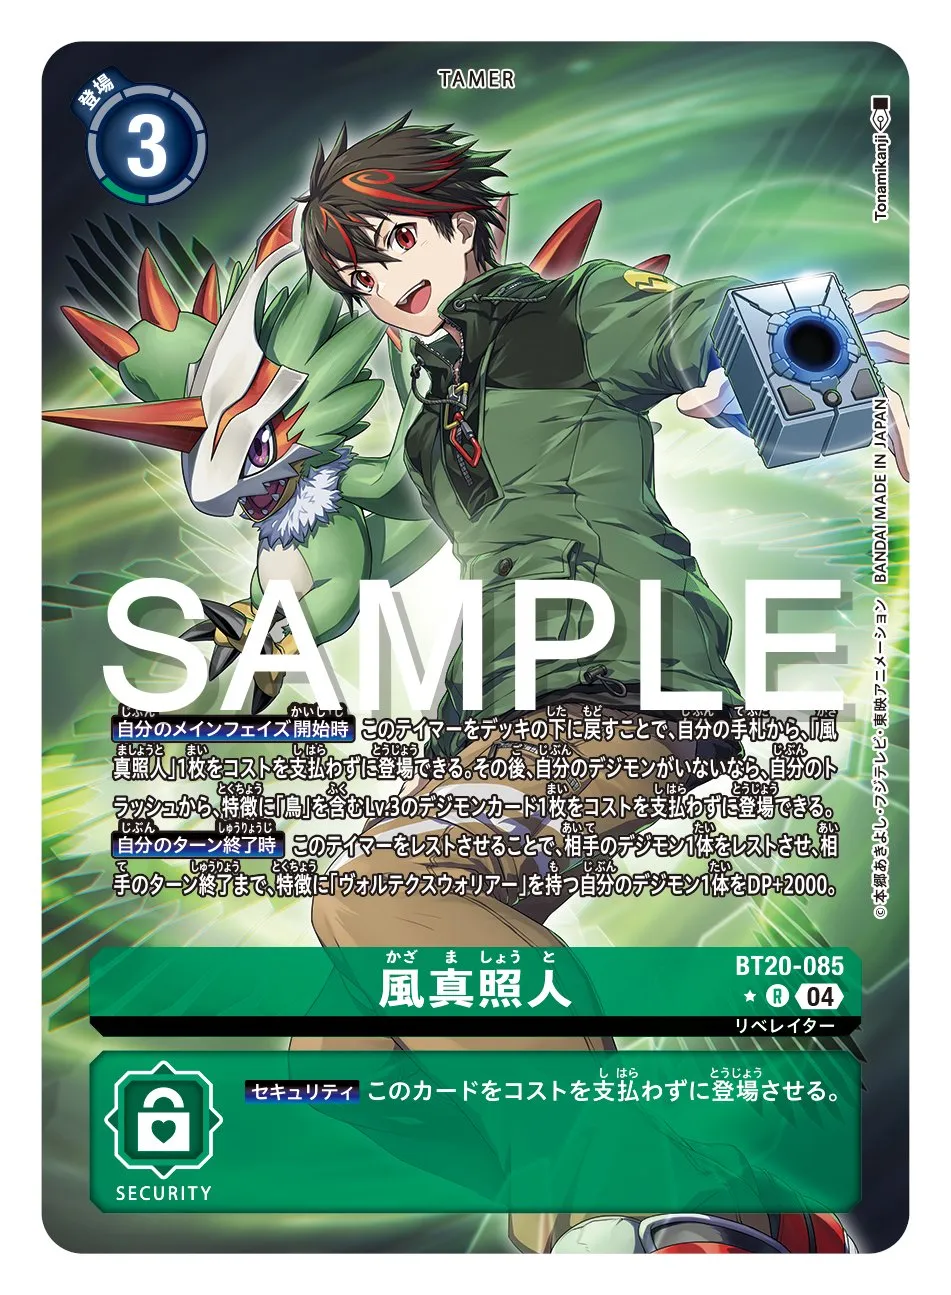 TAMER
登場
3
Tonamikanji
BANDAI MADE IN JAPAN
©本郷あきよし・フジテレビ・東映アニメーション
SAMPLE
自分のメインフェイズ開始時 このテイマーをデッキの下に戻すことで、自分の手札から、「風
真照人」1枚をコストを支払わずに登場できる。その後、自分のデジモンがいないなら、自分のト
ラッシュから、特徴に「鳥」を含むLv.3のデジモンカード1枚をコストを支払わずに登場できる。
自分のターン終了時 このテイマーをレストさせることで、相手のデジモン1体をレストさせ、相
手のターン終了まで、特徴に「ヴォルテクスウォリアー」を持つ自分のデジモン1体をDP+2000。
かざ ま しょう と
風真照人
BT20-085
R 04
リベレイター
セキュリティ このカードをコストを支払わずに登場させる。
SECURITY